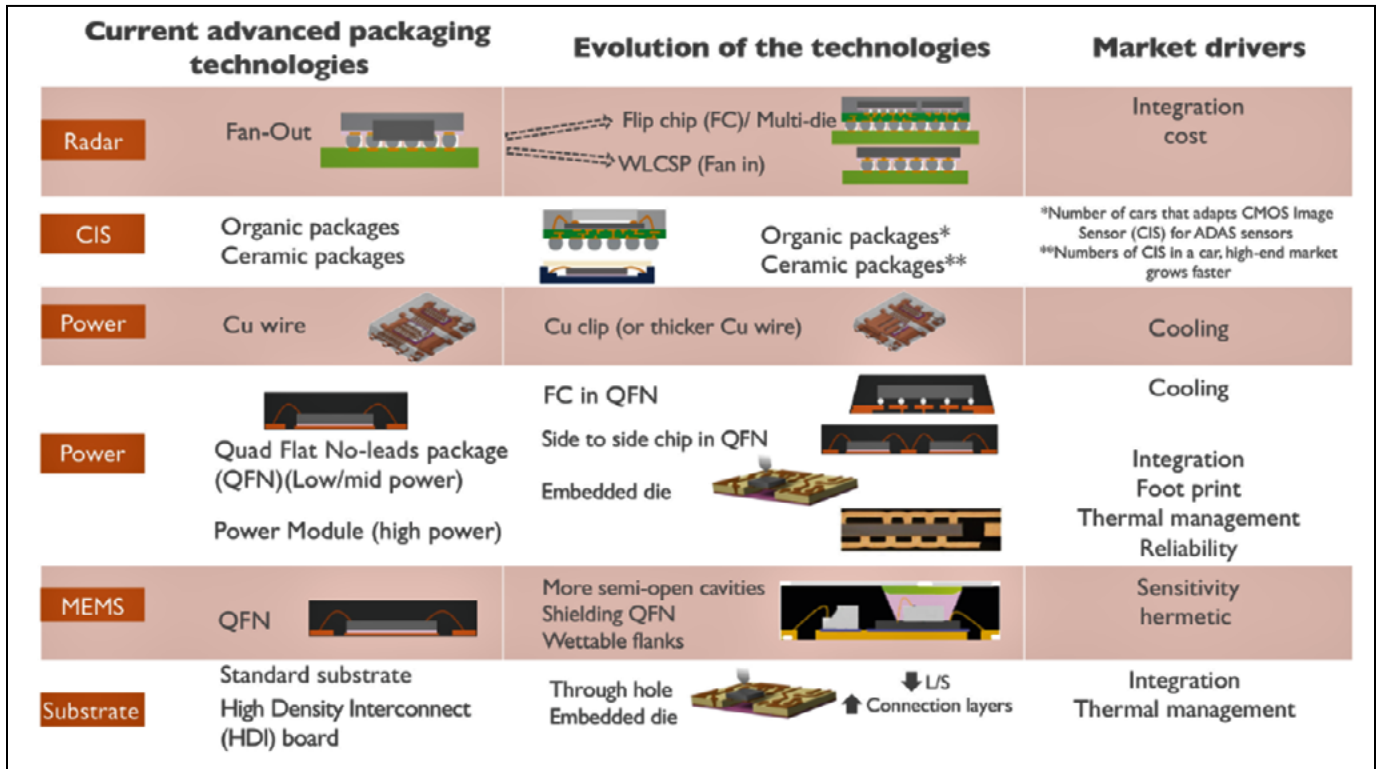 Current advanced packaging
technologies
Evolution of the technologies
Market drivers
Radar
Fan-Out
Flip chip (FC)/ Multi-die
WLCSP (Fan in)
Integration
cost
CIS
Organic packages
Ceramic packages
Organic packages*
Ceramic packages**
*Number of cars that adapts CMOS Image
Sensor (CIS) for ADAS sensors
**Numbers of CIS in a car, high-end market
grows faster
Power
Cu wire
Cu clip (or thicker Cu wire)
Cooling
Power
Quad Flat No-leads package
(QFN)(Low/mid power)
Power Module (high power)
FC in QFN
Side to side chip in QFN
Embedded die
Cooling
Integration
Foot print
Thermal management
Reliability
MEMS
QFN
More semi-open cavities
Shielding QFN
Wettable flanks
Sensitivity
hermetic
Substrate
Standard substrate
High Density Interconnect
(HDI) board
Through hole
Embedded die
L/S
Connection layers
Integration
Thermal management